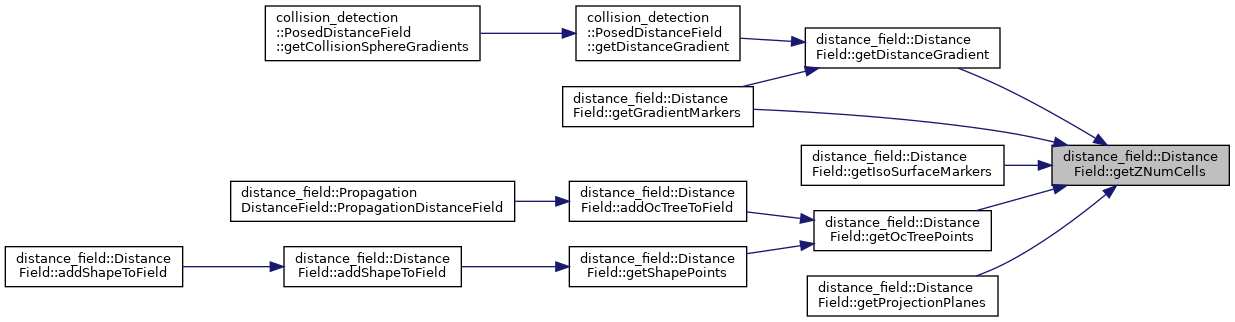 collision_detection
::PosedDistanceField
::getCollisionSphereGradients
collision_detection
::PosedDistanceField
::getDistanceGradient
distance_field::Distance
Field::getDistanceGradient
distance_field::Distance
Field::getGradientMarkers
distance_field::Distance
Field::getIsoSurfaceMarkers
distance_field::Distance
Field::getZNumCells
distance_field::Propagation
DistanceField::PropagationDistanceField
distance_field::Distance
Field::addOcTreeToField
distance_field::Distance
Field::getOcTreePoints
distance_field::Distance
Field::addShapeToField
distance_field::Distance
Field::addShapeToField
distance_field::Distance
Field::getShapePoints
distance_field::Distance
Field::getProjectionPlanes